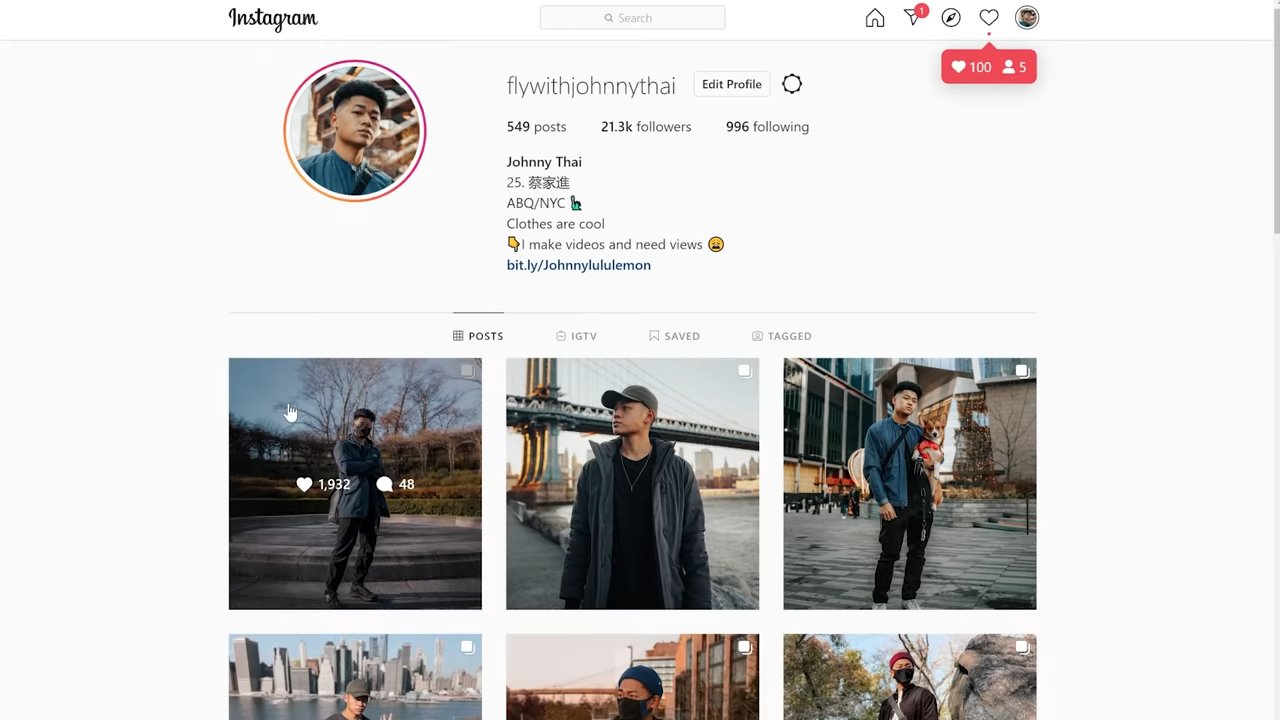 Instagram
Search
1
100 5
flywithjohnnythai Edit Profile
549 posts 21.3k followers 996 following
Johnny Thai
25. 蔡家進
ABQ/NYC
Clothes are cool
👇I make videos and need views 😩
bit.ly/Johnnylululemon
POSTS IGTV SAVED TAGGED
1,932 48